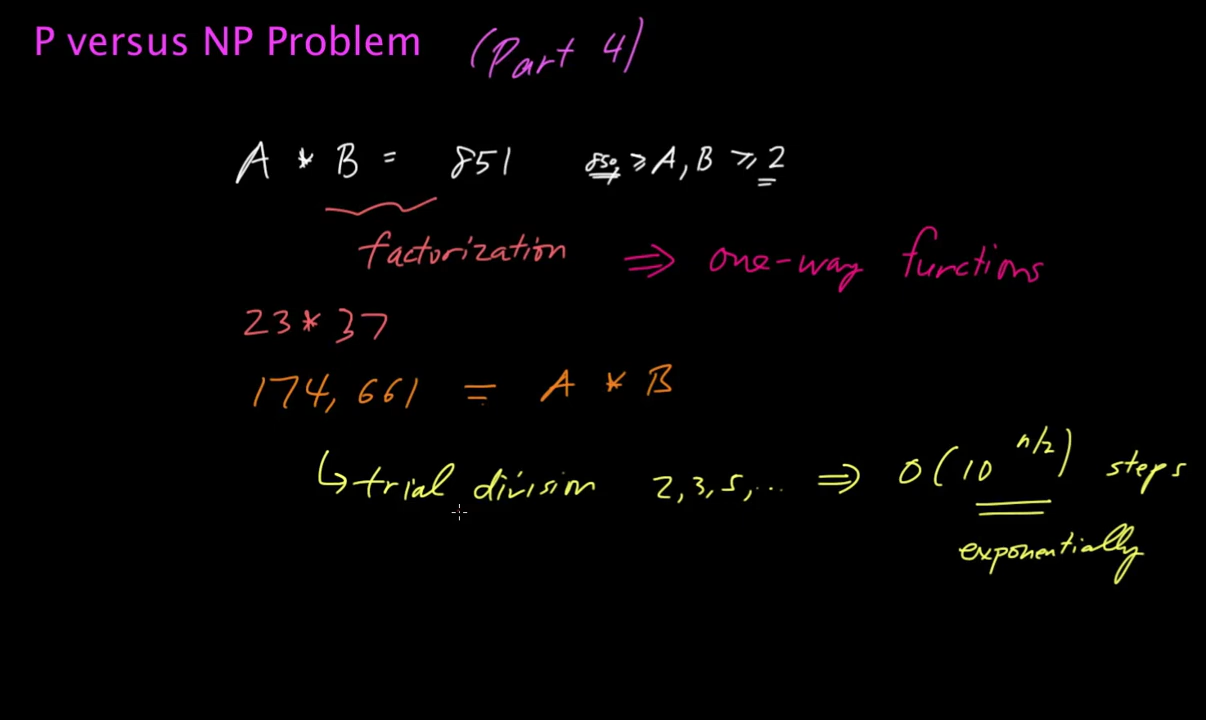 P versus NP Problem (Part 4)
A * B = 851 850 ≥ A, B ≥ 2
factorization ⇒ one-way functions
23 * 37
174,661 = A * B
↳ trial division 2, 3, 5, ... ⇒ O(10^n/2) steps
exponentially